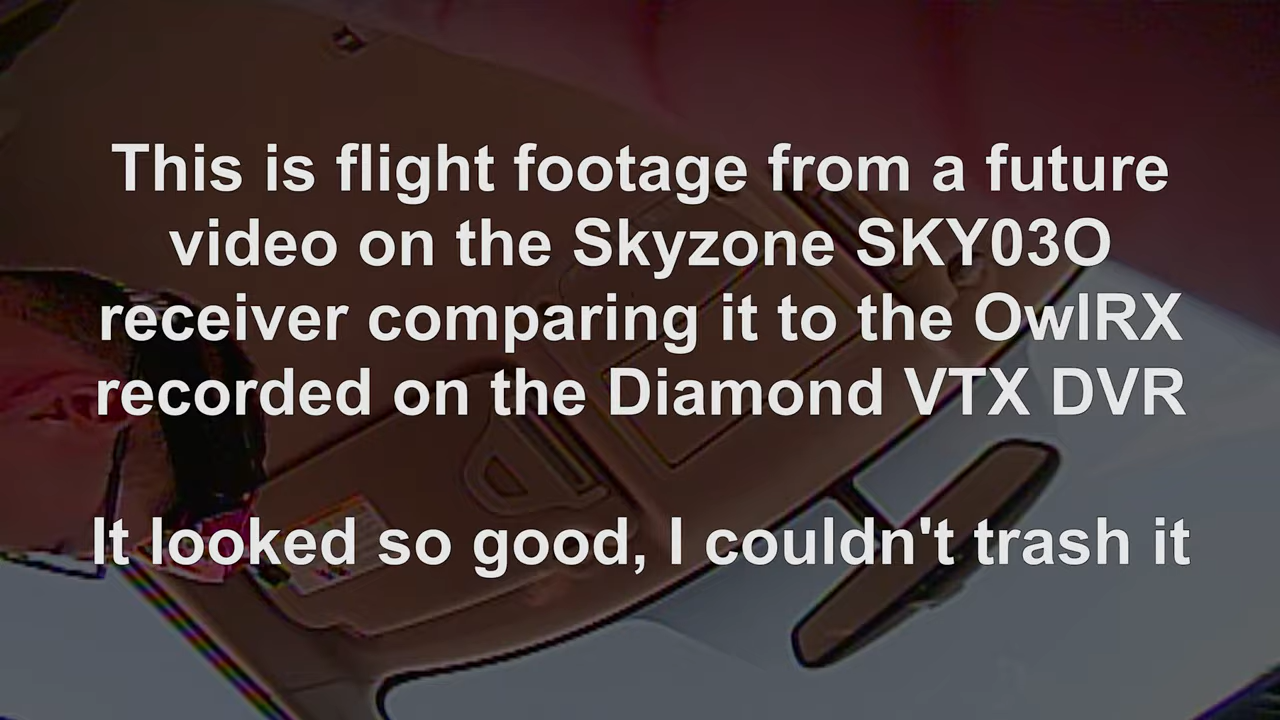 This is flight footage from a future
video on the Skyzone SKY03O
receiver comparing it to the OwlRX
recorded on the Diamond VTX DVR
It looked so good, I couldn't trash it